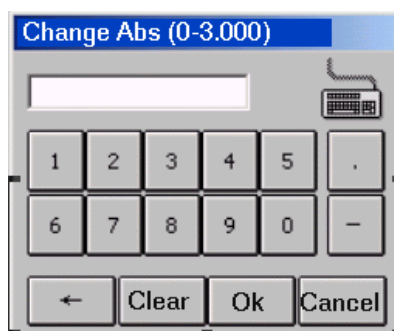 Change Abs (0-3.000)
1 2 3 4 5 .
6 7 8 9 0 –
← Clear Ok Cancel